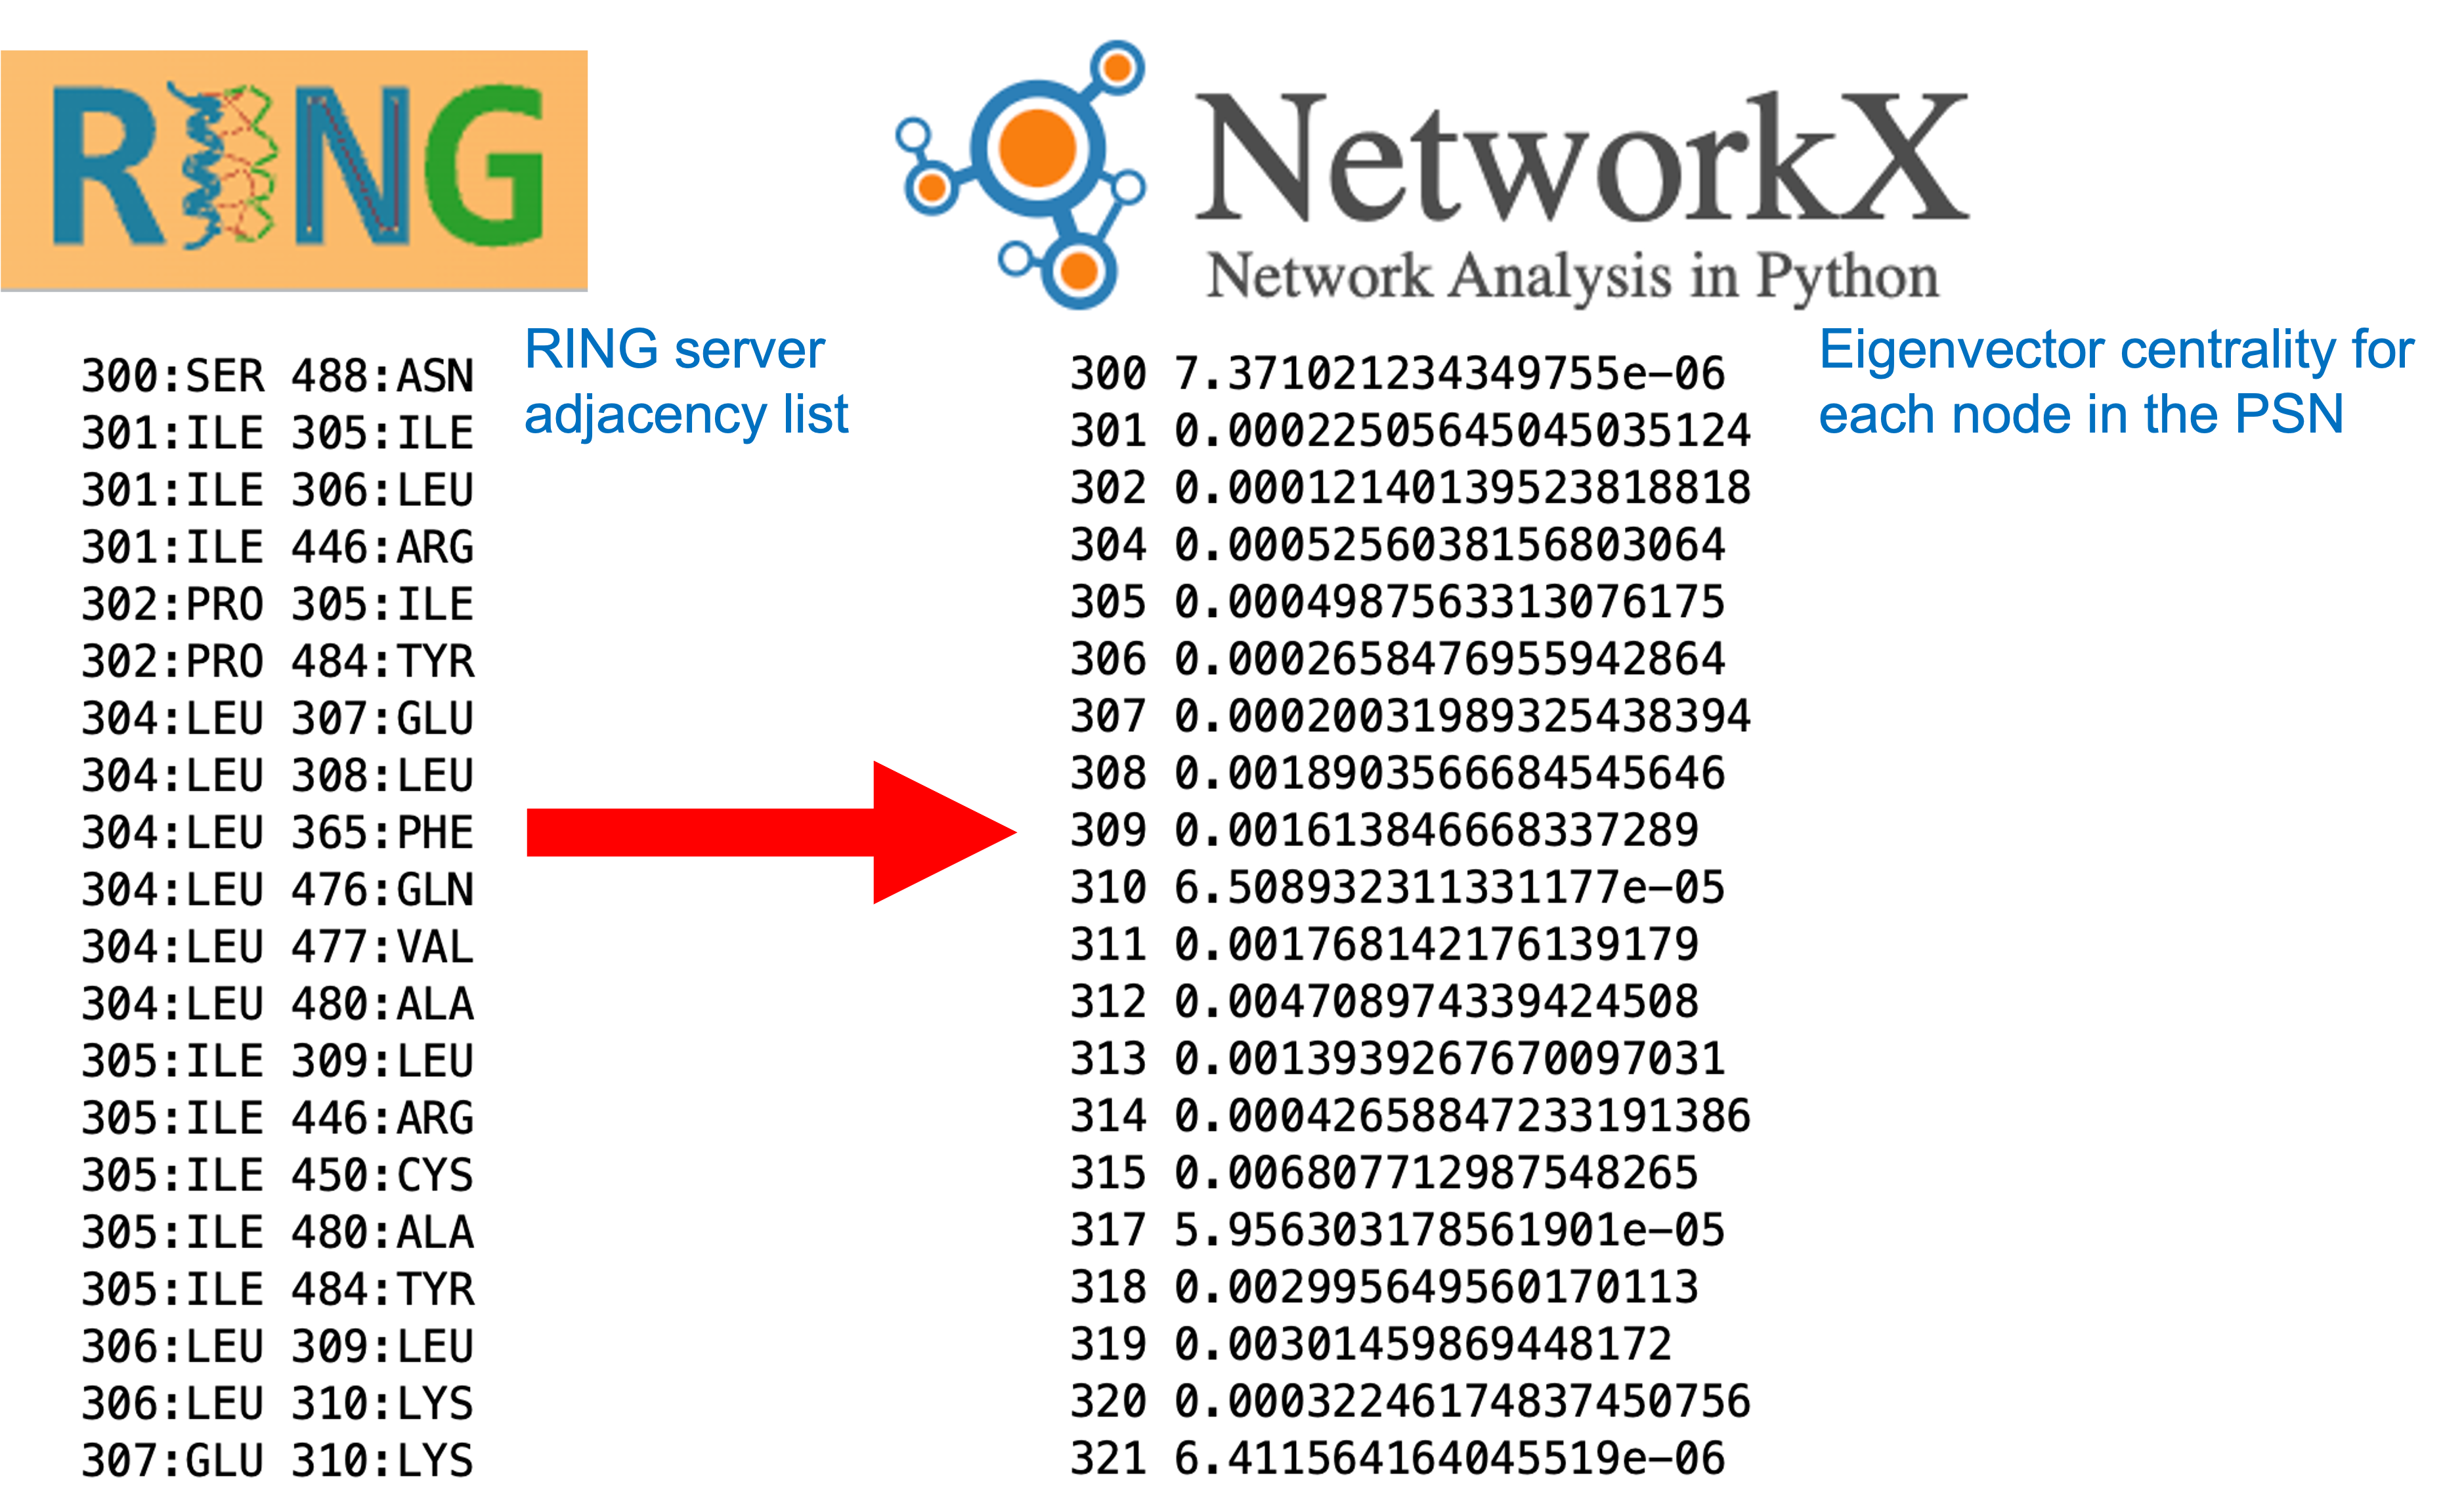 RING
NetworkX
Network Analysis in Python
RING server
adjacency list
300:SER 488:ASN
301:ILE 305:ILE
301:ILE 306:LEU
301:ILE 446:ARG
302:PRO 305:ILE
302:PRO 484:TYR
304:LEU 307:GLU
304:LEU 308:LEU
304:LEU 365:PHE
304:LEU 476:GLN
304:LEU 477:VAL
304:LEU 480:ALA
305:ILE 309:LEU
305:ILE 446:ARG
305:ILE 450:CYS
305:ILE 480:ALA
305:ILE 484:TYR
306:LEU 309:LEU
306:LEU 310:LYS
307:GLU 310:LYS
Eigenvector centrality for
each node in the PSN
300 7.371021234349755e−06
301 0.00022505645045035124
302 0.00012140139523818818
304 0.0005256038156803064
305 0.0004987563313076175
306 0.0002658476955942864
307 0.00020031989325438394
308 0.0018903566684545646
309 0.001613846668337289
310 6.508932311331177e−05
311 0.001768142176139179
312 0.004708974339424508
313 0.0013939267670097031
314 0.00042658847233191386
315 0.006807712987548265
317 5.956303178561901e−05
318 0.002995649560170113
319 0.00301459869448172
320 0.00032246174837450756
321 6.411564164045519e−06